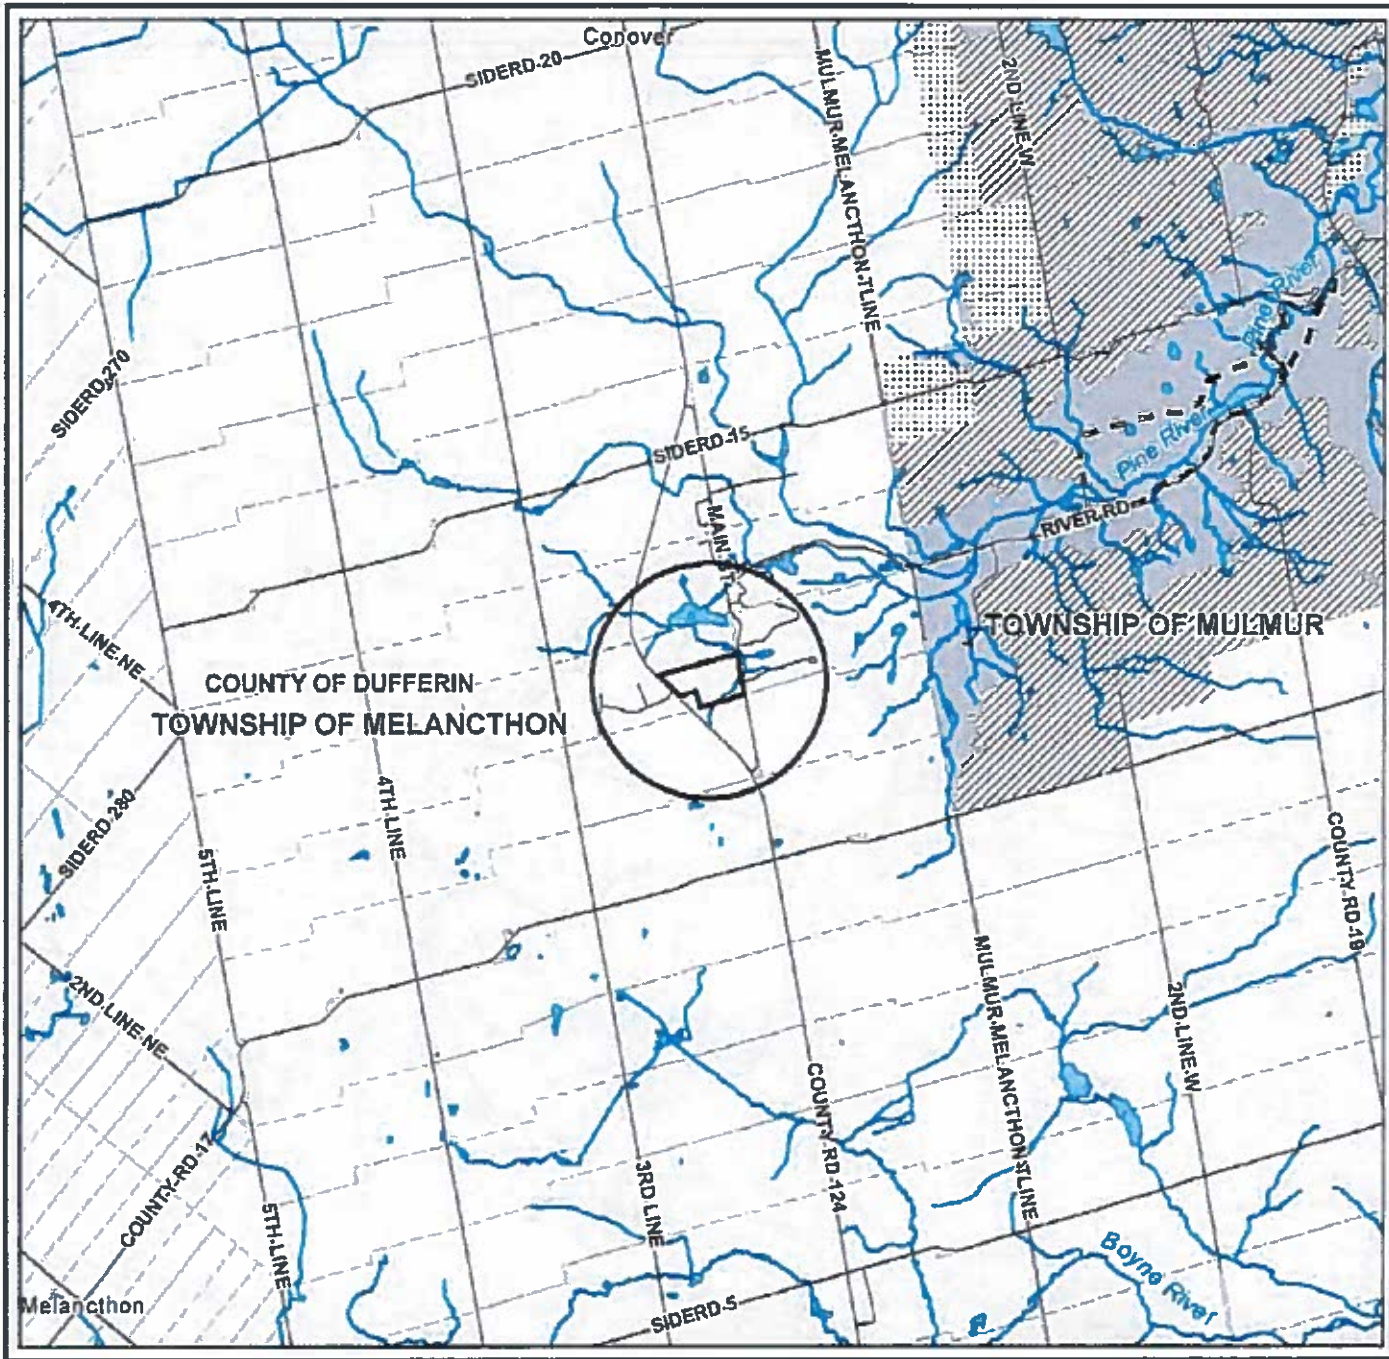 Conover
SIDERD-20
MULMUR-MELANCTHON-TLINE
2ND-LINE-W
Pine River
SIDERD-270
SIDERD-15
Pine River
MAIN-ST
RIVER-RD
4TH-LINE-NE
TOWNSHIP OF MULMUR
COUNTY OF DUFFERIN
TOWNSHIP OF MELANCTHON
SIDERD-280
4TH-LINE
5TH-LINE
COUNTY-RD-19
2ND-LINE-NE
MULMUR-MELANCTHON-TLINE
2ND-LINE-W
COUNTY-RD-124
COUNTY-RD-17
3RD LINE
5TH-LINE
Boyne River
Melancthon
SIDERD-5